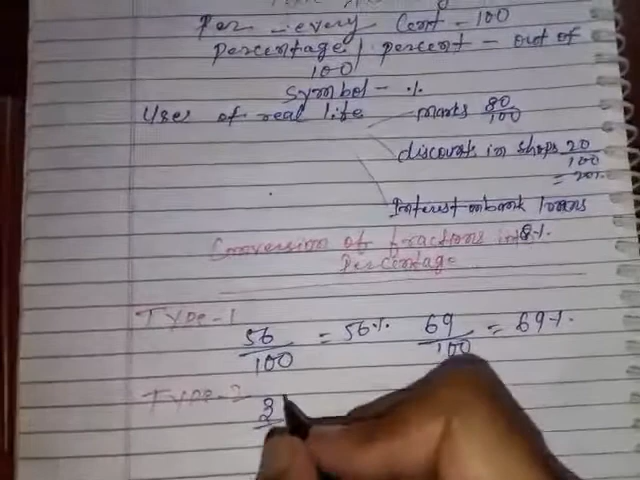 Per - every Cent - 100
percentage / percent - out of
100
Symbol - %
Uses of real life
marks 80/100
discounts in shops 20/100
= 20%
Interest on bank loans
8%
Conversion of fractions into
Percentage
Type-1
56/100 = 56% 69/100 = 69%
Type-2
3